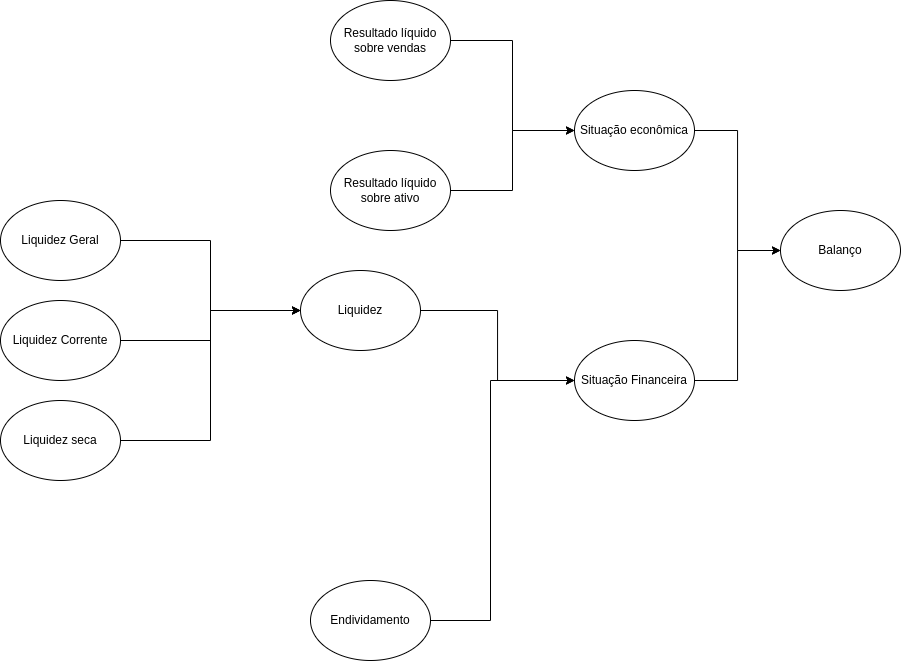 Resultado líquido
sobre vendas
Situação econômica
Resultado líquido
sobre ativo
Liquidez Geral
Balanço
Liquidez
Liquidez Corrente
Situação Financeira
Liquidez seca
Endividamento